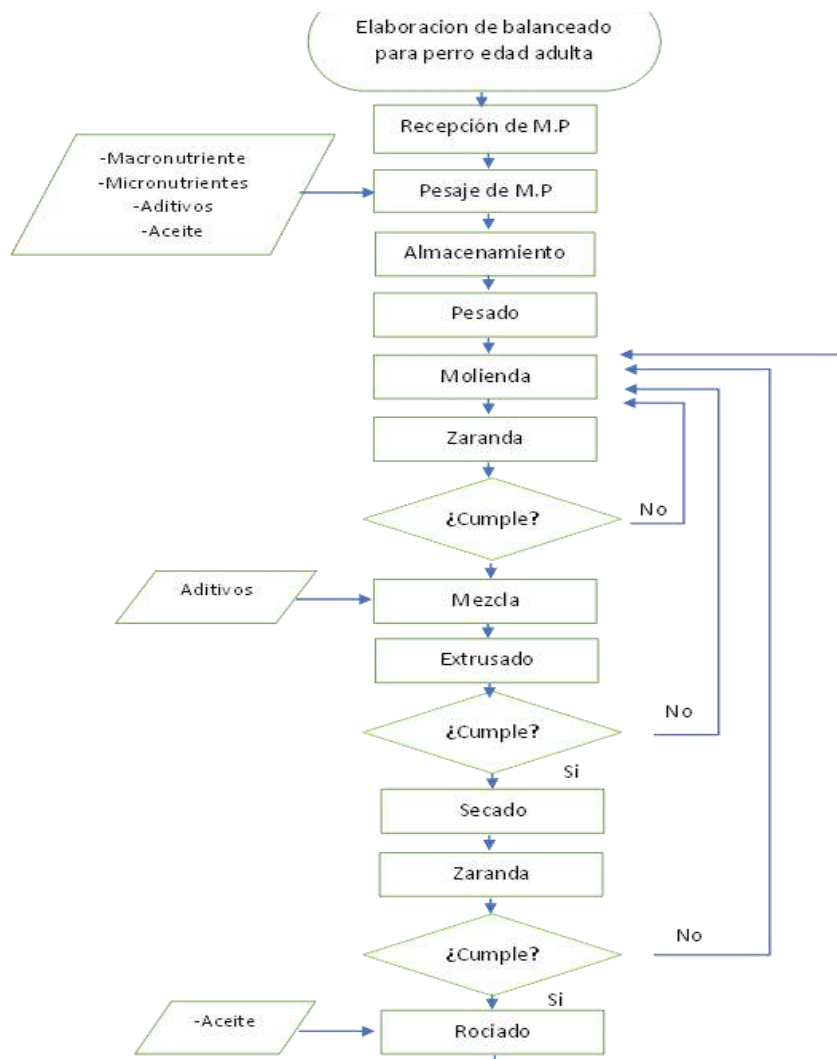 Elaboracion de balanceado
para perro edad adulta
Recepción de M.P
-Macronutriente
-Micronutrientes
-Aditivos
-Aceite
Pesaje de M.P
Almacenamiento
Pesado
Molienda
Zaranda
¿Cumple?
No
Aditivos
Mezcla
Extrusado
¿Cumple?
No
Si
Secado
Zaranda
¿Cumple?
No
Si
-Aceite
Rociado